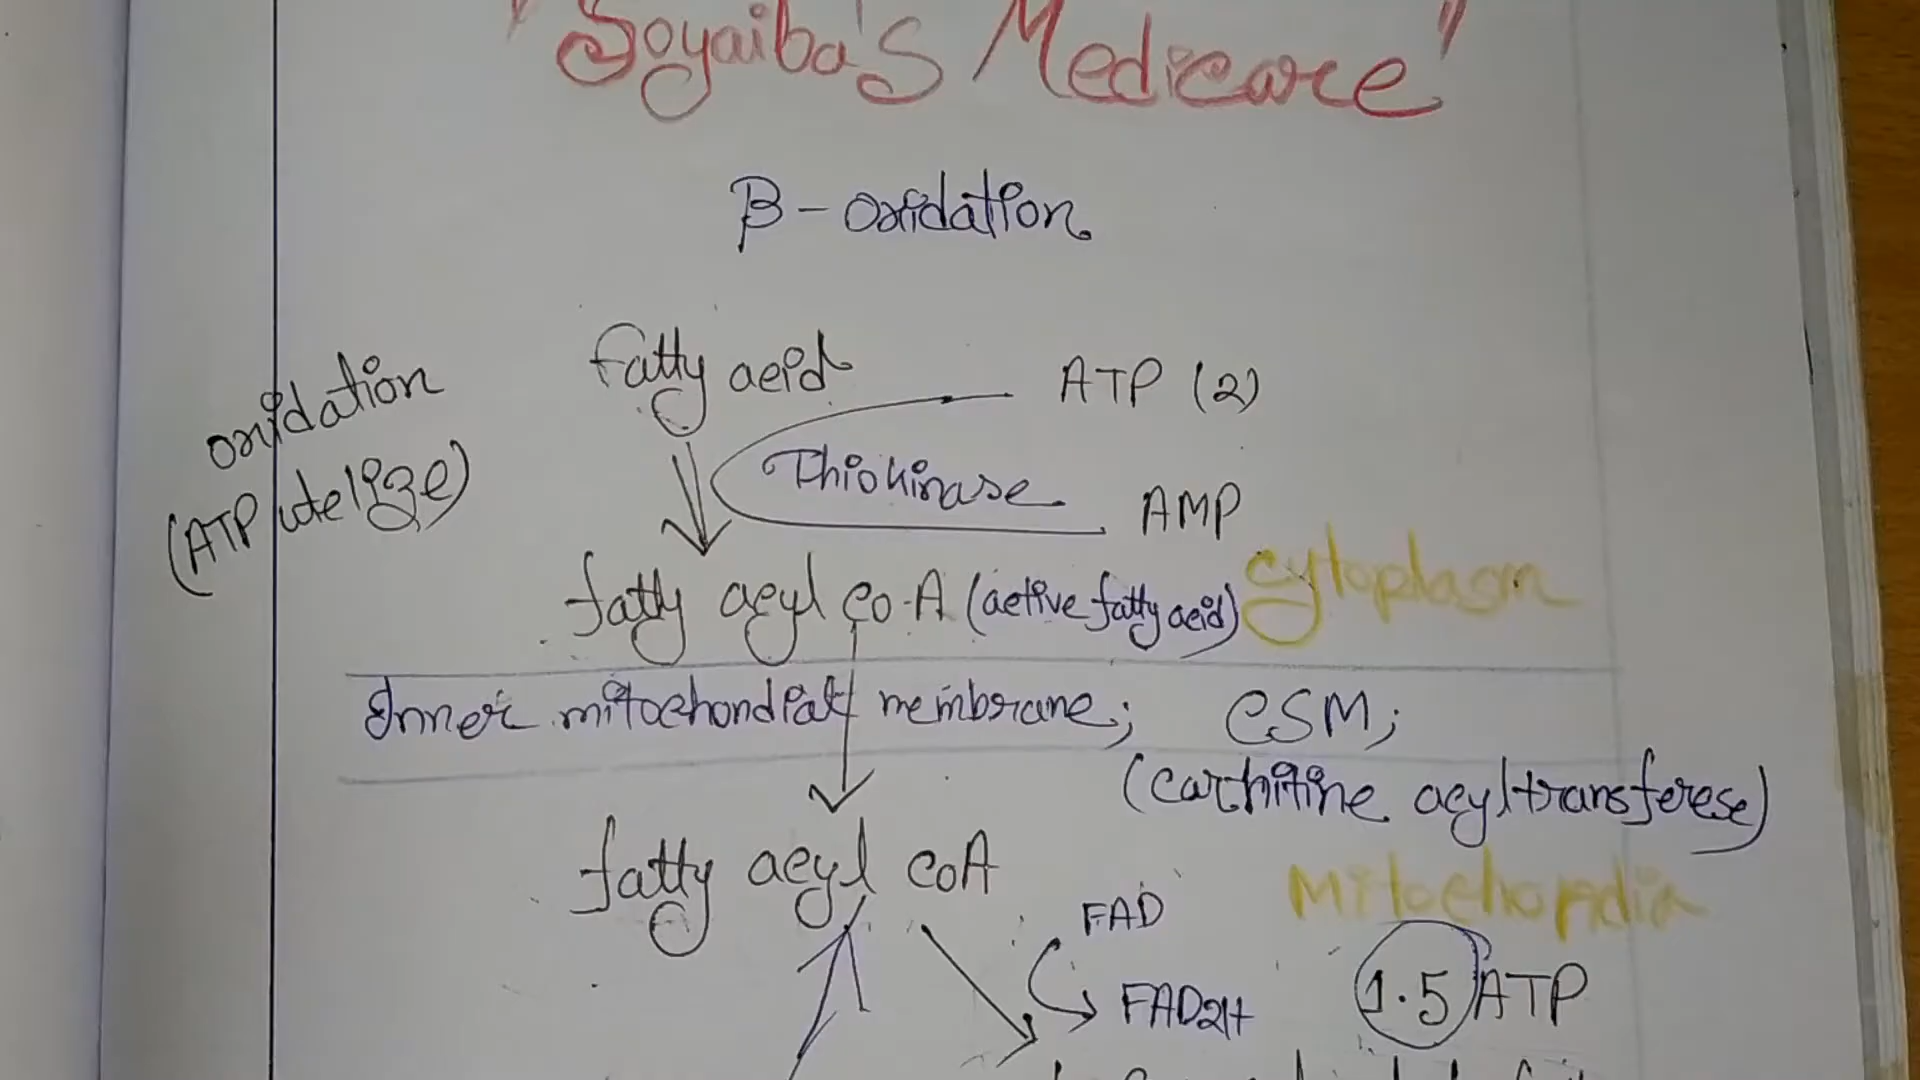 "Soyaiba's Medicare"
β-oxidation
fatty acid
ATP (2)
oxidation
(ATP utelize)
Thiokinase
AMP
fatty acyl co-A (active fatty acid)
Cytoplasm
Inner mitochondrial membrane; CSM;
(Carnitine acyltransferese)
fatty acyl coA
Mitochondia
FAD
FAD2H
1.5 ATP